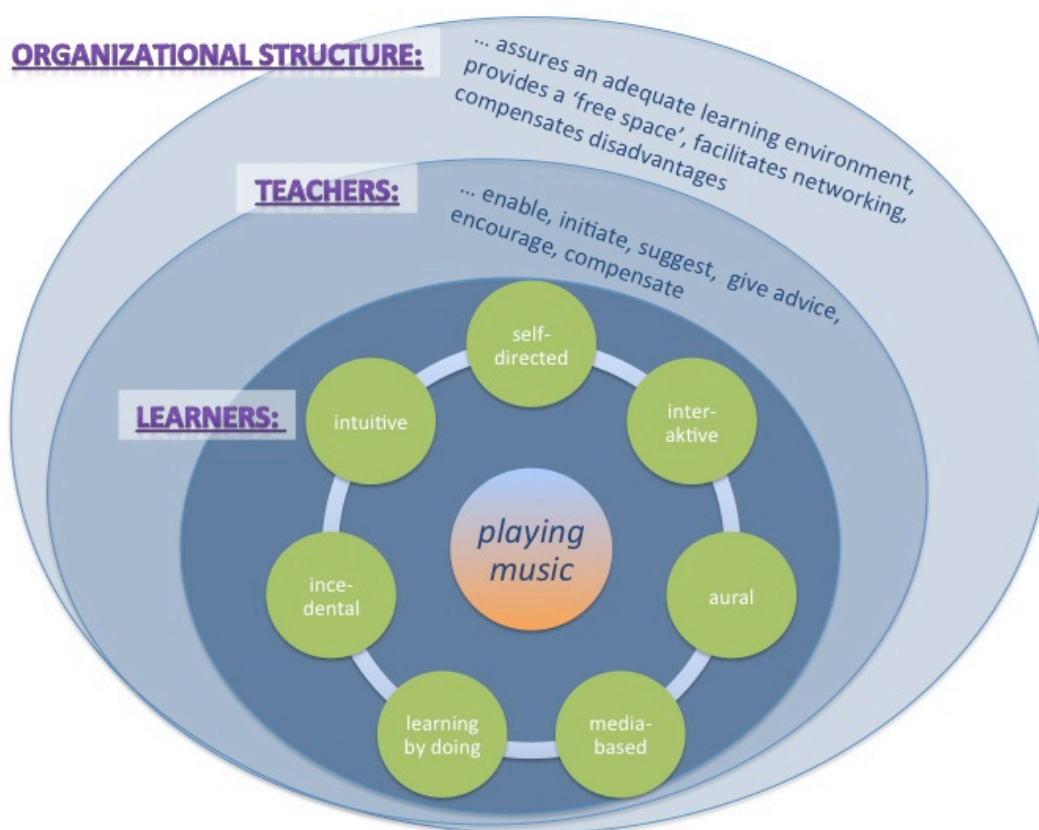 ORGANIZATIONAL STRUCTURE:
... assures an adequate learning environment,
provides a ‘free space’, facilitates networking,
compensates disadvantages
TEACHERS:
... enable, initiate, suggest, give advice,
encourage, compensate
LEARNERS:
self-
directed
inter-
aktive
aural
media-
based
learning
by doing
ince-
dental
intuitive
playing
music